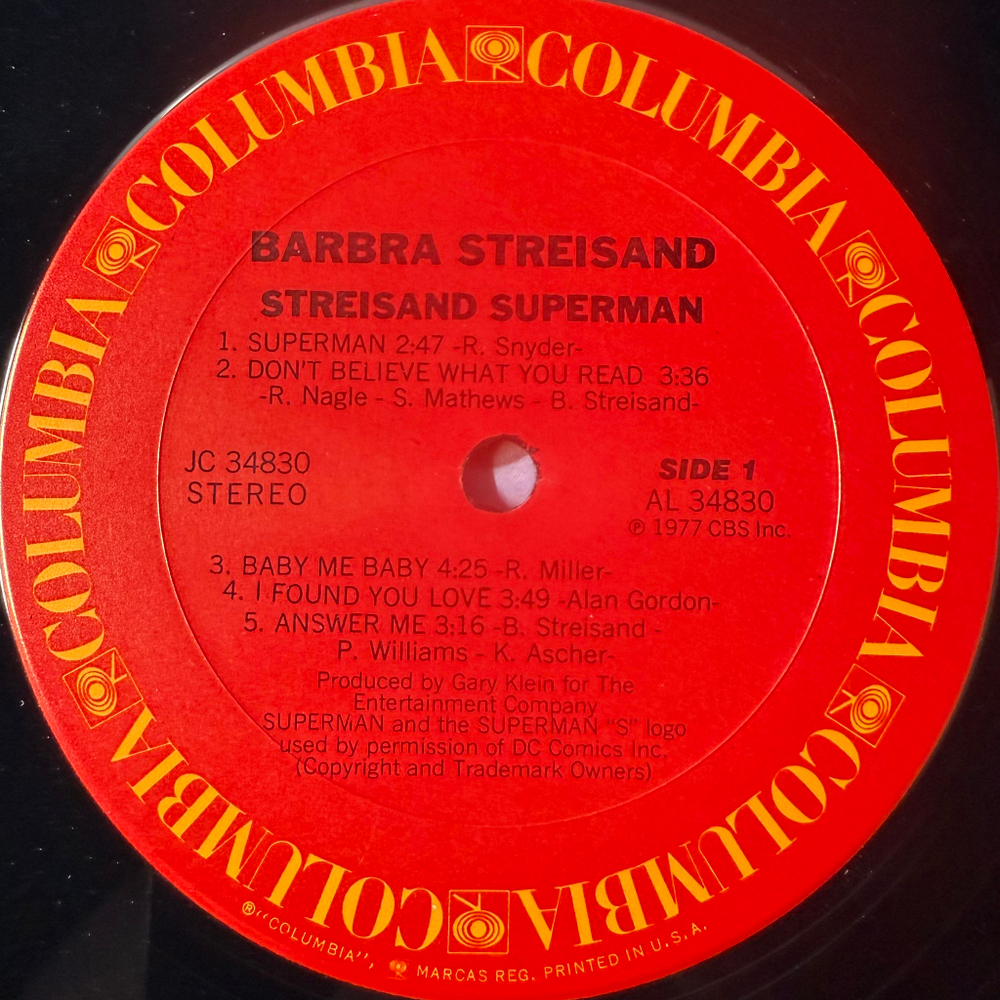 COLUMBIA COLUMBIA COLUMBIA COLUMBIA COLUMBIA COLUMBIA
BARBRA STREISAND
STREISAND SUPERMAN
1. SUPERMAN 2:47 -R. Snyder-
2. DON'T BELIEVE WHAT YOU READ 3:36
-R. Nagle - S. Mathews - B. Streisand-
JC 34830
STEREO
SIDE 1
AL 34830
℗ 1977 CBS Inc.
3. BABY ME BABY 4:25 -R. Miller-
4. I FOUND YOU LOVE 3:49 -Alan Gordon-
5. ANSWER ME 3:16 -B. Streisand -
P. Williams - K. Ascher-
Produced by Gary Klein for The
Entertainment Company
SUPERMAN and the SUPERMAN "S" logo
used by permission of DC Comics Inc.
(Copyright and Trademark Owners)
®"COLUMBIA", MARCAS REG. PRINTED IN U.S.A.